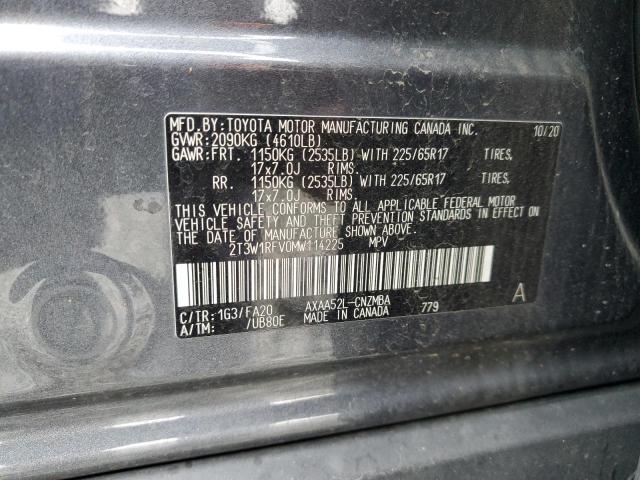 MFD.BY:TOYOTA MOTOR MANUFACTURING CANADA INC. 10/20
GVWR:2090KG (4610LB)
GAWR:FRT. 1150KG (2535LB) WITH 225/65R17 TIRES,
17x7.0J RIMS.
RR. 1150KG (2535LB) WITH 225/65R17 TIRES,
17x7.0J RIMS.
THIS VEHICLE CONFORMS TO ALL APPLICABLE FEDERAL MOTOR
VEHICLE SAFETY AND THEFT PREVENTION STANDARDS IN EFFECT ON
THE DATE OF MANUFACTURE SHOWN ABOVE.
2T3W1RFV0MW114225 MPV
C/TR:1G3/FA20 AXAA52L-CNZMBA A
A/TM: /UB80E MADE IN CANADA 779